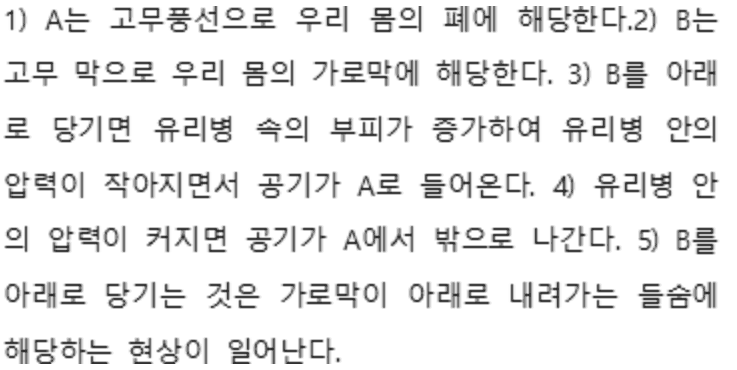 1) A는 고무풍선으로 우리 몸의 폐에 해당한다.2) B는
고무 막으로 우리 몸의 가로막에 해당한다. 3) B를 아래
로 당기면 유리병 속의 부피가 증가하여 유리병 안의
압력이 작아지면서 공기가 A로 들어온다. 4) 유리병 안
의 압력이 커지면 공기가 A에서 밖으로 나간다. 5) B를
아래로 당기는 것은 가로막이 아래로 내려가는 들숨에
해당하는 현상이 일어난다.